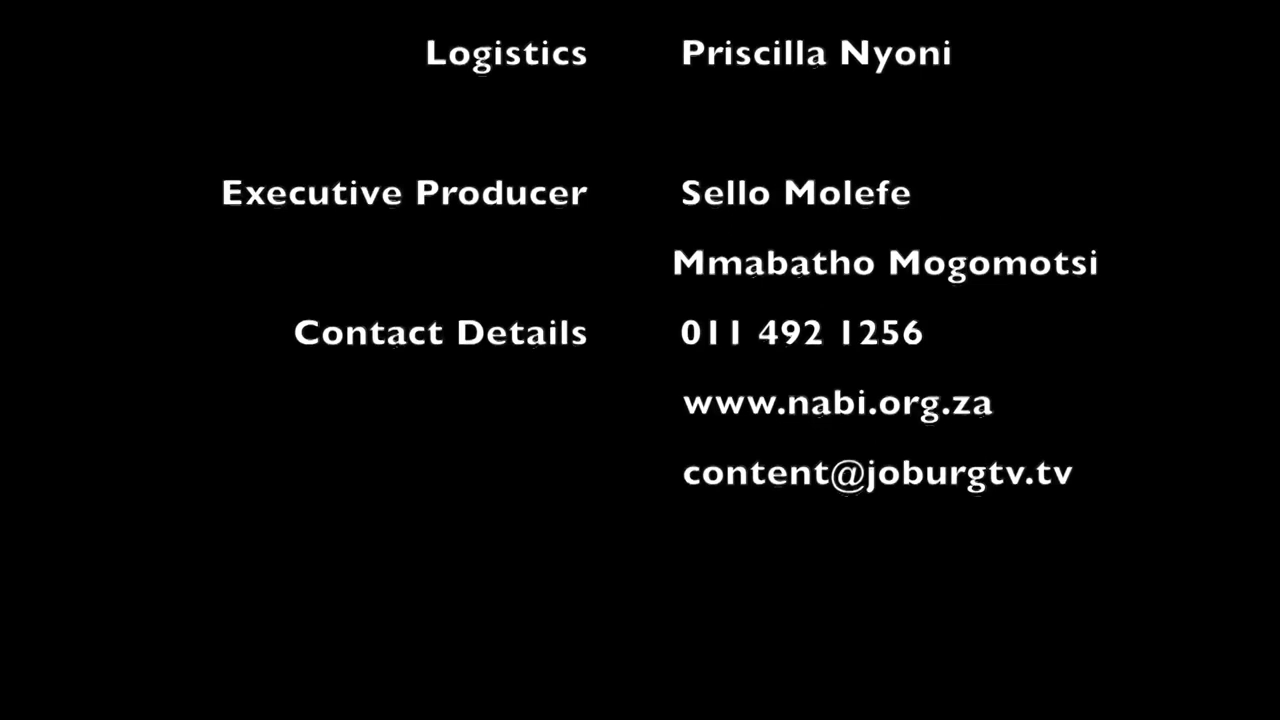 Logistics Priscilla Nyoni
Executive Producer Sello Molefe
Mmabatho Mogomotsi
Contact Details 011 492 1256
www.nabi.org.za
content@joburgtv.tv